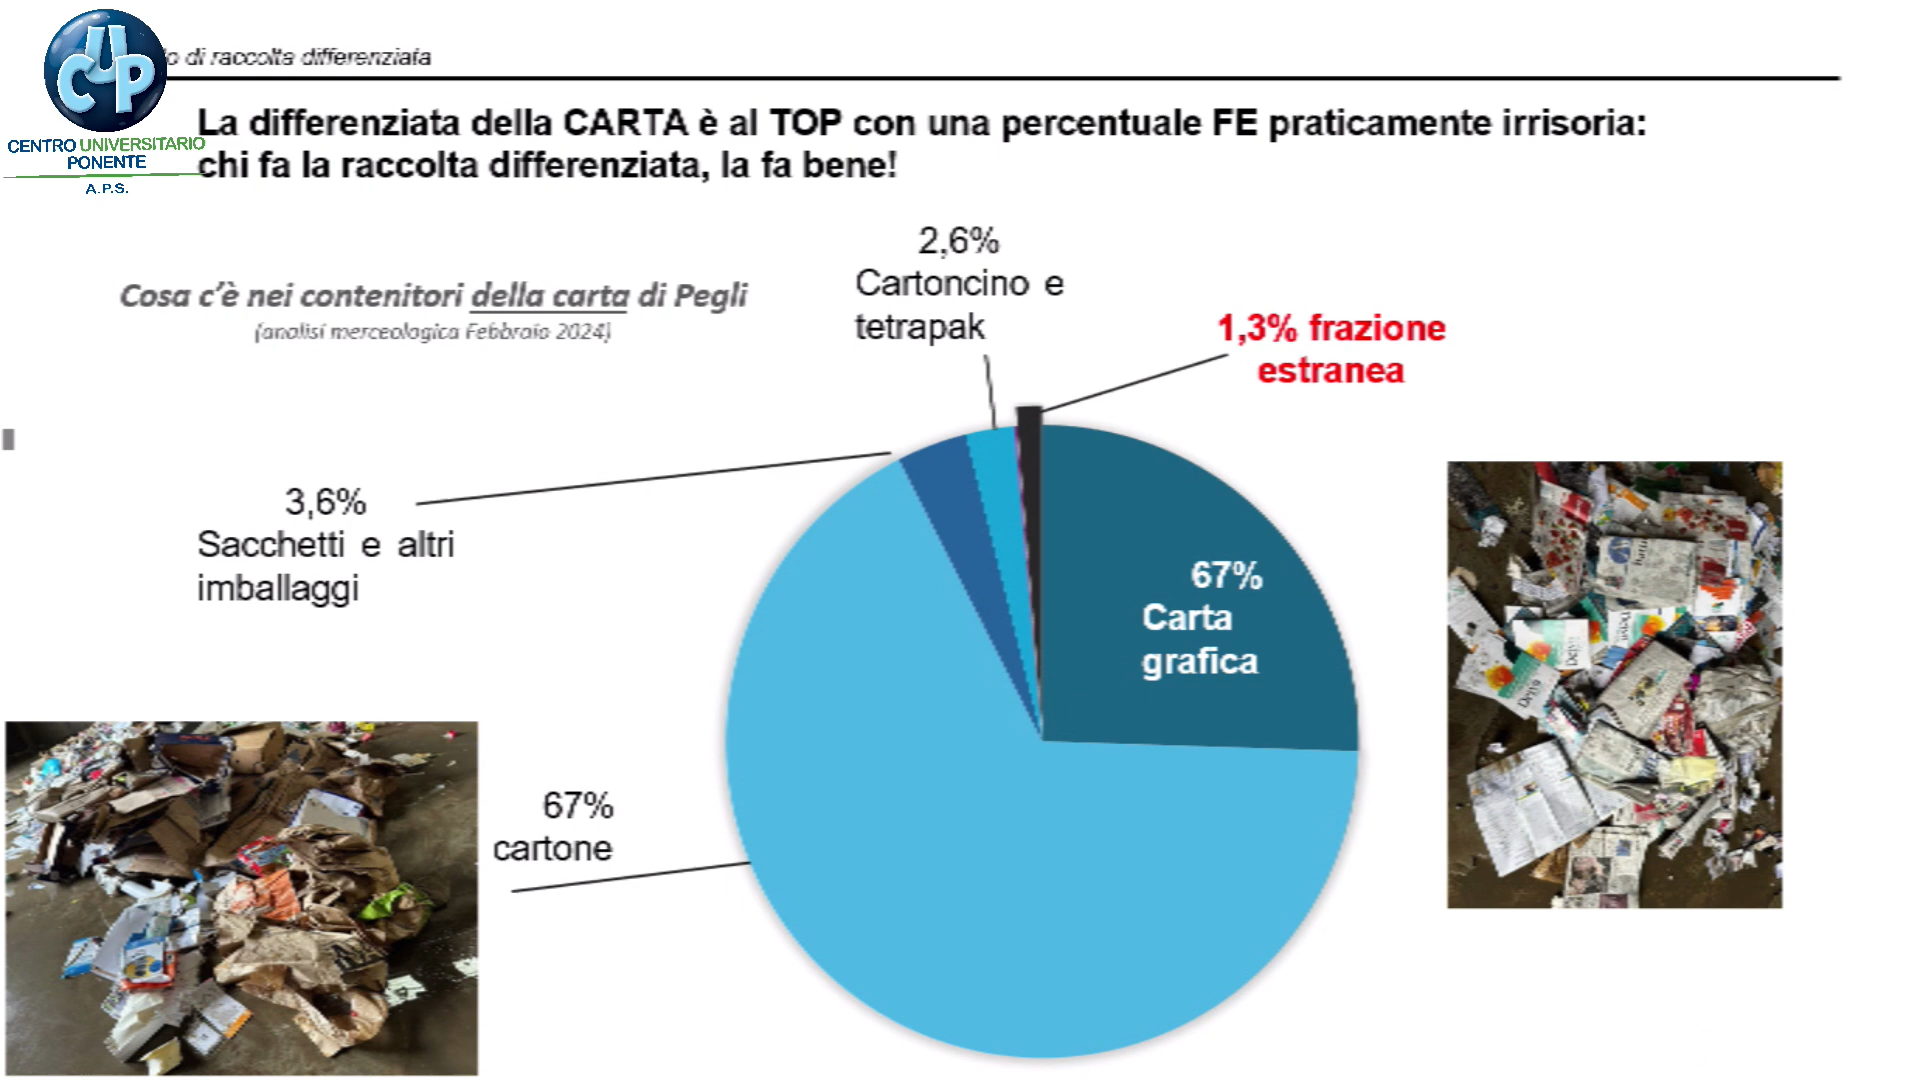 CUP
CENTRO UNIVERSITARIO
PONENTE
A.P.S.
di raccolta differenziata
La differenziata della CARTA è al TOP con una percentuale FE praticamente irrisoria:
chi fa la raccolta differenziata, la fa bene!
Cosa c'è nei contenitori della carta di Pegli
(analisi merceologica Febbraio 2024)
2,6%
Cartoncino e
tetrapak
1,3% frazione
estranea
3,6%
Sacchetti e altri
imballaggi
67%
Carta
grafica
67%
cartone